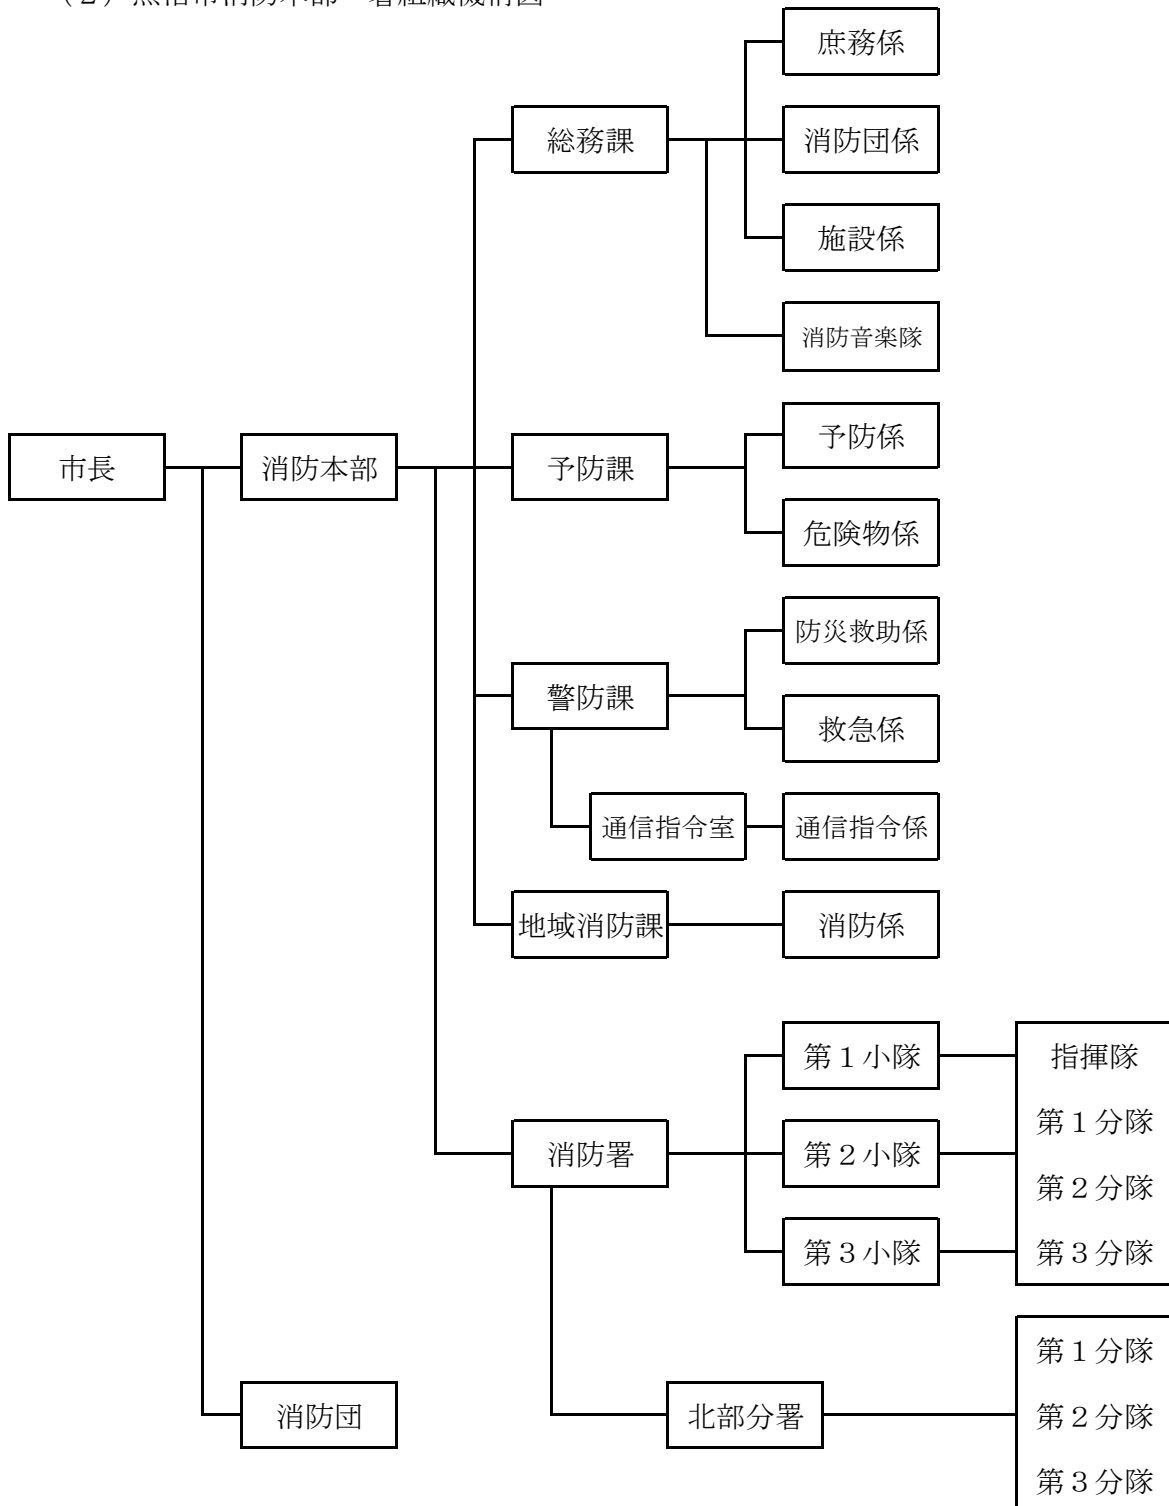 庶務係
総務課
消防団係
施設係
消防音楽隊
市長
消防本部
予防課
予防係
危険物係
防災救助係
警防課
救急係
通信指令室
通信指令係
地域消防課
消防係
第１小隊
指揮隊
第１分隊
消防署
第２小隊
第２分隊
第３小隊
第３分隊
第１分隊
消防団
北部分署
第２分隊
第３分隊